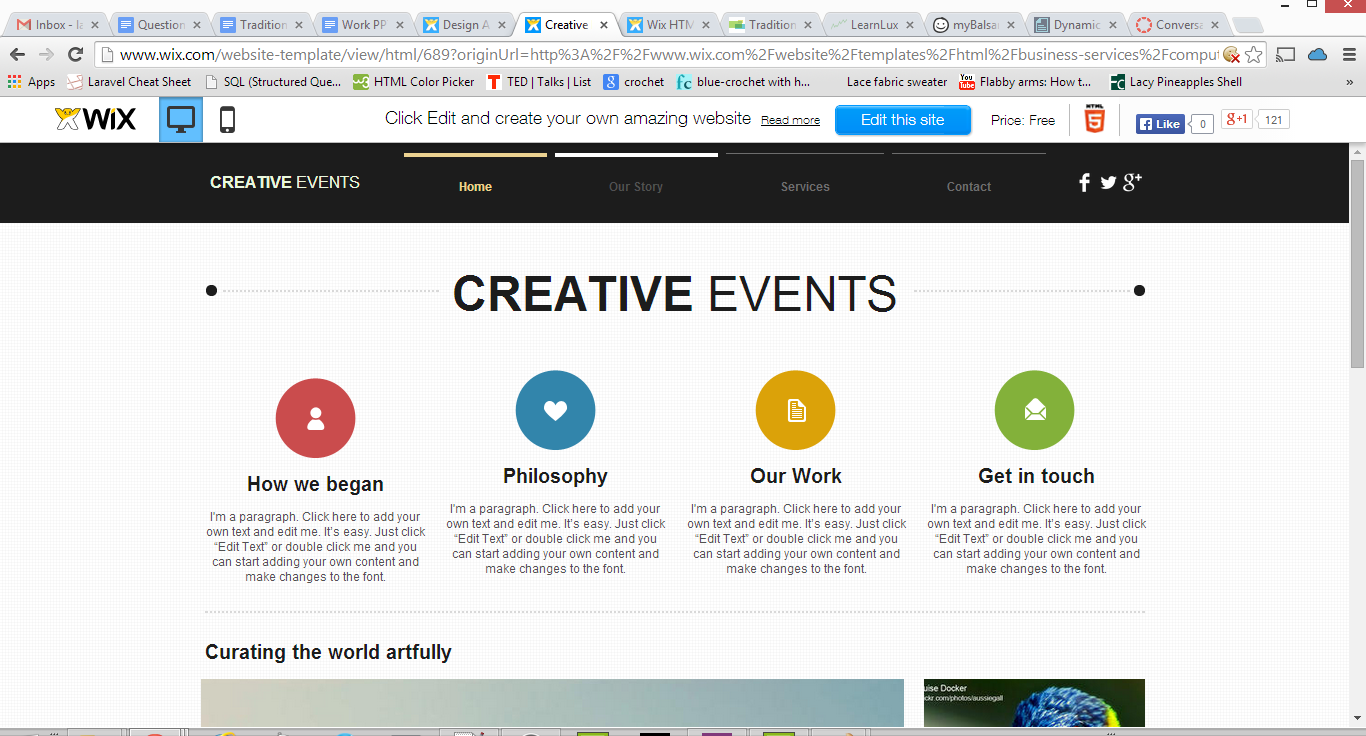 Inbox - la
Question
Tradition
Work PP
Design A
Creative
Wix HTM
Tradition
LearnLux
myBalsar
Dynamic
Conversa
www.wix.com/website-template/view/html/689?originUrl=http%3A%2F%2Fwww.wix.com%2Fwebsite%2Ftemplates%2Fhtml%2Fbusiness-services%2Fcomput
Apps
Laravel Cheat Sheet
SQL (Structured Que...
HTML Color Picker
TED | Talks | List
crochet
blue-crochet with h...
Lace fabric sweater
Flabby arms: How t...
Lacy Pineapples Shell
»
WiX
Click Edit and create your own amazing website
Read more
Edit this site
Price: Free
HTML
5
Like
0
g+1
121
CREATIVE EVENTS
Home
Our Story
Services
Contact
CREATIVE EVENTS
How we began
I'm a paragraph. Click here to add your
own text and edit me. It's easy. Just click
“Edit Text” or double click me and you
can start adding your own content and
make changes to the font.
Philosophy
I'm a paragraph. Click here to add your
own text and edit me. It's easy. Just click
“Edit Text” or double click me and you
can start adding your own content and
make changes to the font.
Our Work
I'm a paragraph. Click here to add your
own text and edit me. It's easy. Just click
“Edit Text” or double click me and you
can start adding your own content and
make changes to the font.
Get in touch
I'm a paragraph. Click here to add your
own text and edit me. It's easy. Just click
“Edit Text” or double click me and you
can start adding your own content and
make changes to the font.
Curating the world artfully
uise Docker
ckr.com/photos/aussiegall